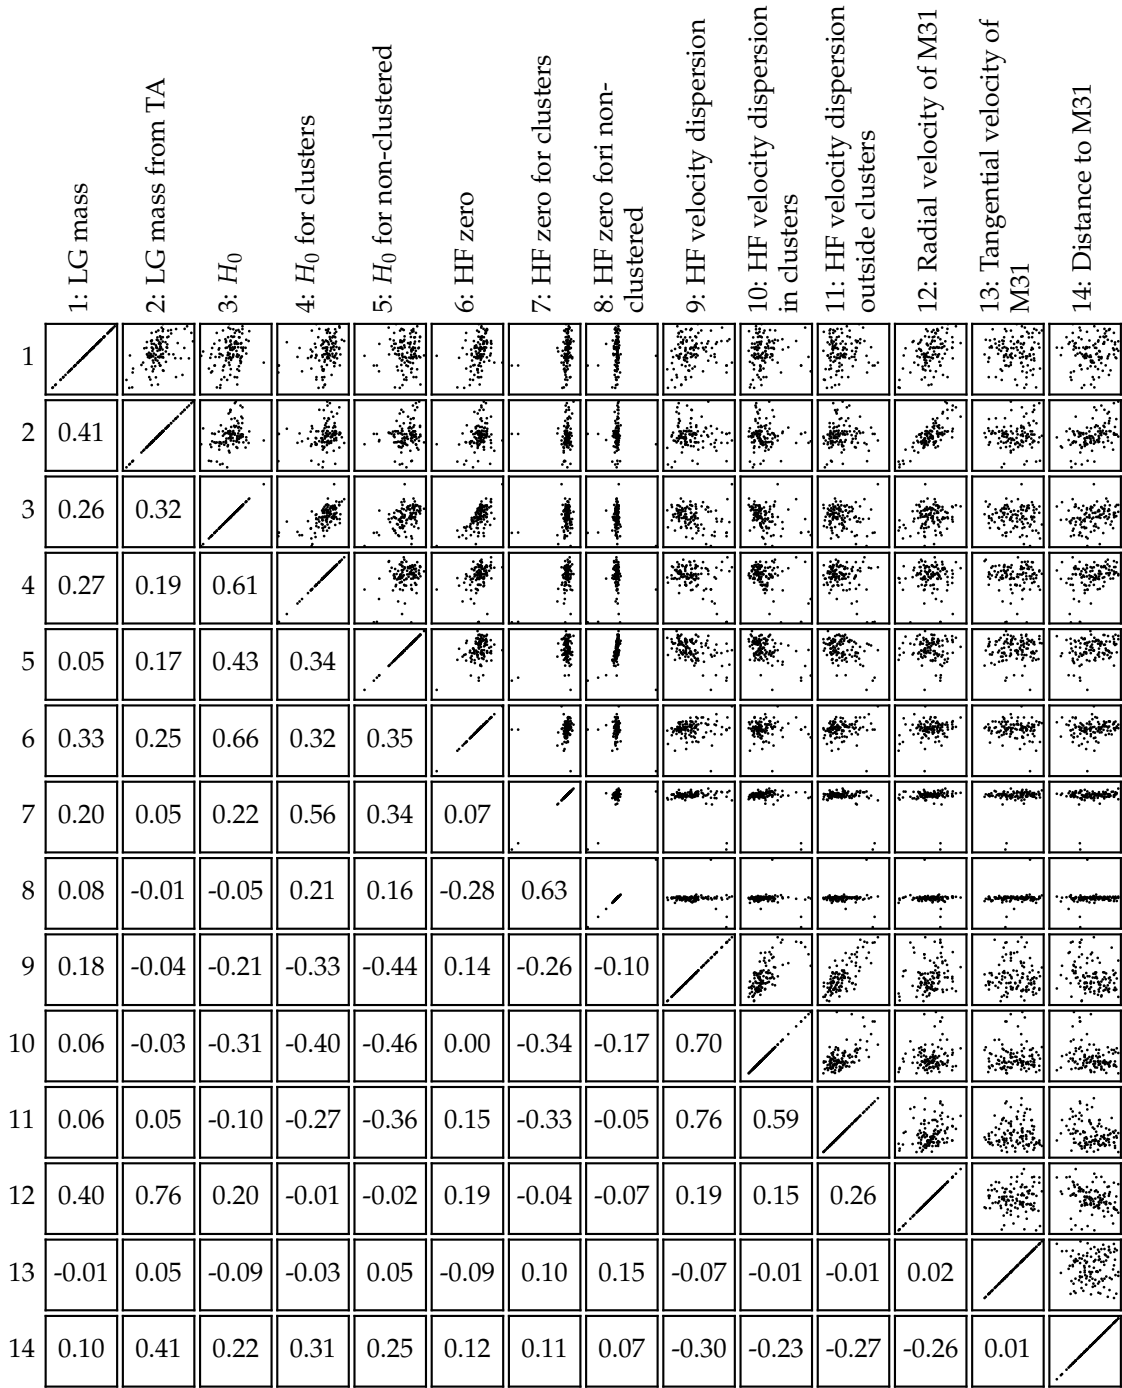 1: LG mass
2: LG mass from TA
3: H0
4: H0 for clusters
5: H0 for non-clustered
6: HF zero
7: HF zero for clusters
8: HF zero fori non-
clustered
9: HF velocity dispersion
10: HF velocity dispersion
in clusters
11: HF velocity dispersion
outside clusters
12: Radial velocity of M31
13: Tangential velocity of
M31
14: Distance to M31
1
2 0.41
3 0.26 0.32
4 0.27 0.19 0.61
5 0.05 0.17 0.43 0.34
6 0.33 0.25 0.66 0.32 0.35
7 0.20 0.05 0.22 0.56 0.34 0.07
8 0.08 -0.01 -0.05 0.21 0.16 -0.28 0.63
9 0.18 -0.04 -0.21 -0.33 -0.44 0.14 -0.26 -0.10
10 0.06 -0.03 -0.31 -0.40 -0.46 0.00 -0.34 -0.17 0.70
11 0.06 0.05 -0.10 -0.27 -0.36 0.15 -0.33 -0.05 0.76 0.59
12 0.40 0.76 0.20 -0.01 -0.02 0.19 -0.04 -0.07 0.19 0.15 0.26
13 -0.01 0.05 -0.09 -0.03 0.05 -0.09 0.10 0.15 -0.07 -0.01 -0.01 0.02
14 0.10 0.41 0.22 0.31 0.25 0.12 0.11 0.07 -0.30 -0.23 -0.27 -0.26 0.01